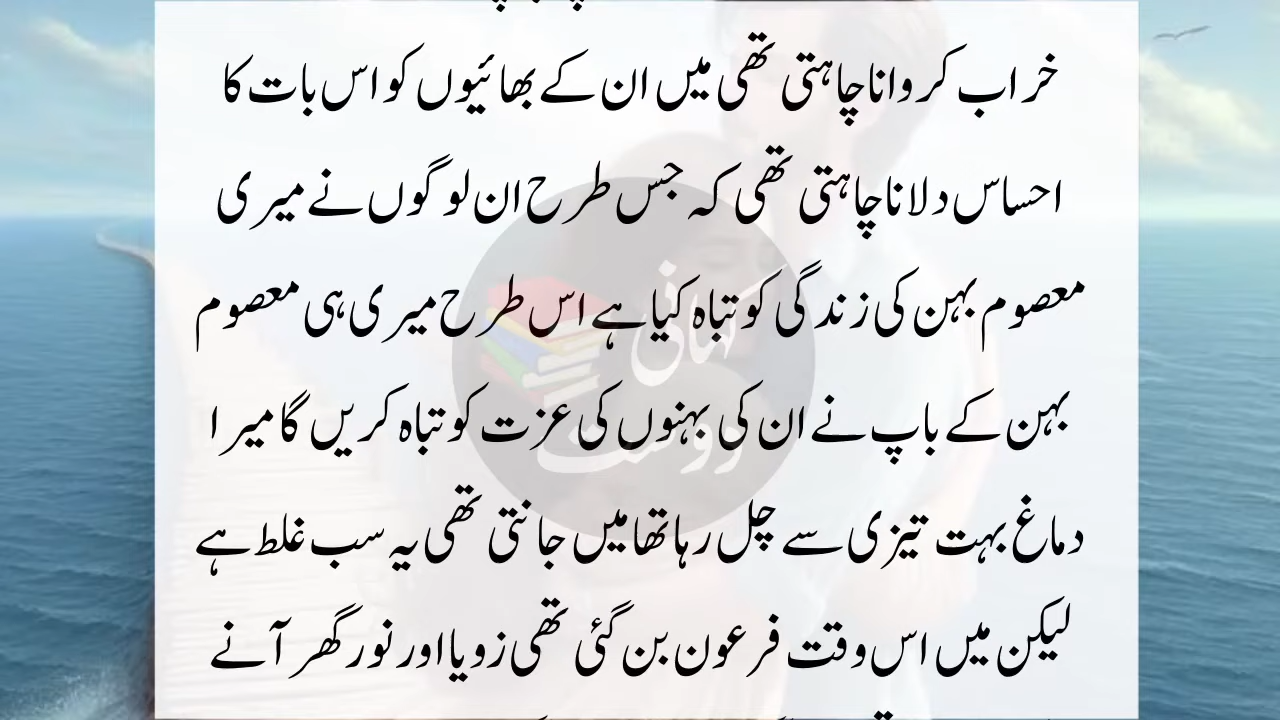 خراب کروانا چاہتی تھی میں ان کے بھائیوں کو اس بات کا
احساس دلانا چاہتی تھی کہ جس طرح ان لوگوں نے میری
معصوم بہن کی زندگی کو تباہ کیا ہے اس طرح میری ہی معصوم
بہن کے باپ نے ان کی بہنوں کی عزت کو تباہ کریں گا میرا
دماغ بہت تیزی سے چل رہا تھا میں جانتی تھی یہ سب غلط ہے
لیکن میں اس وقت فرعون بن گئی تھی زویا اور نور گھر آنے
کہانی
دوست